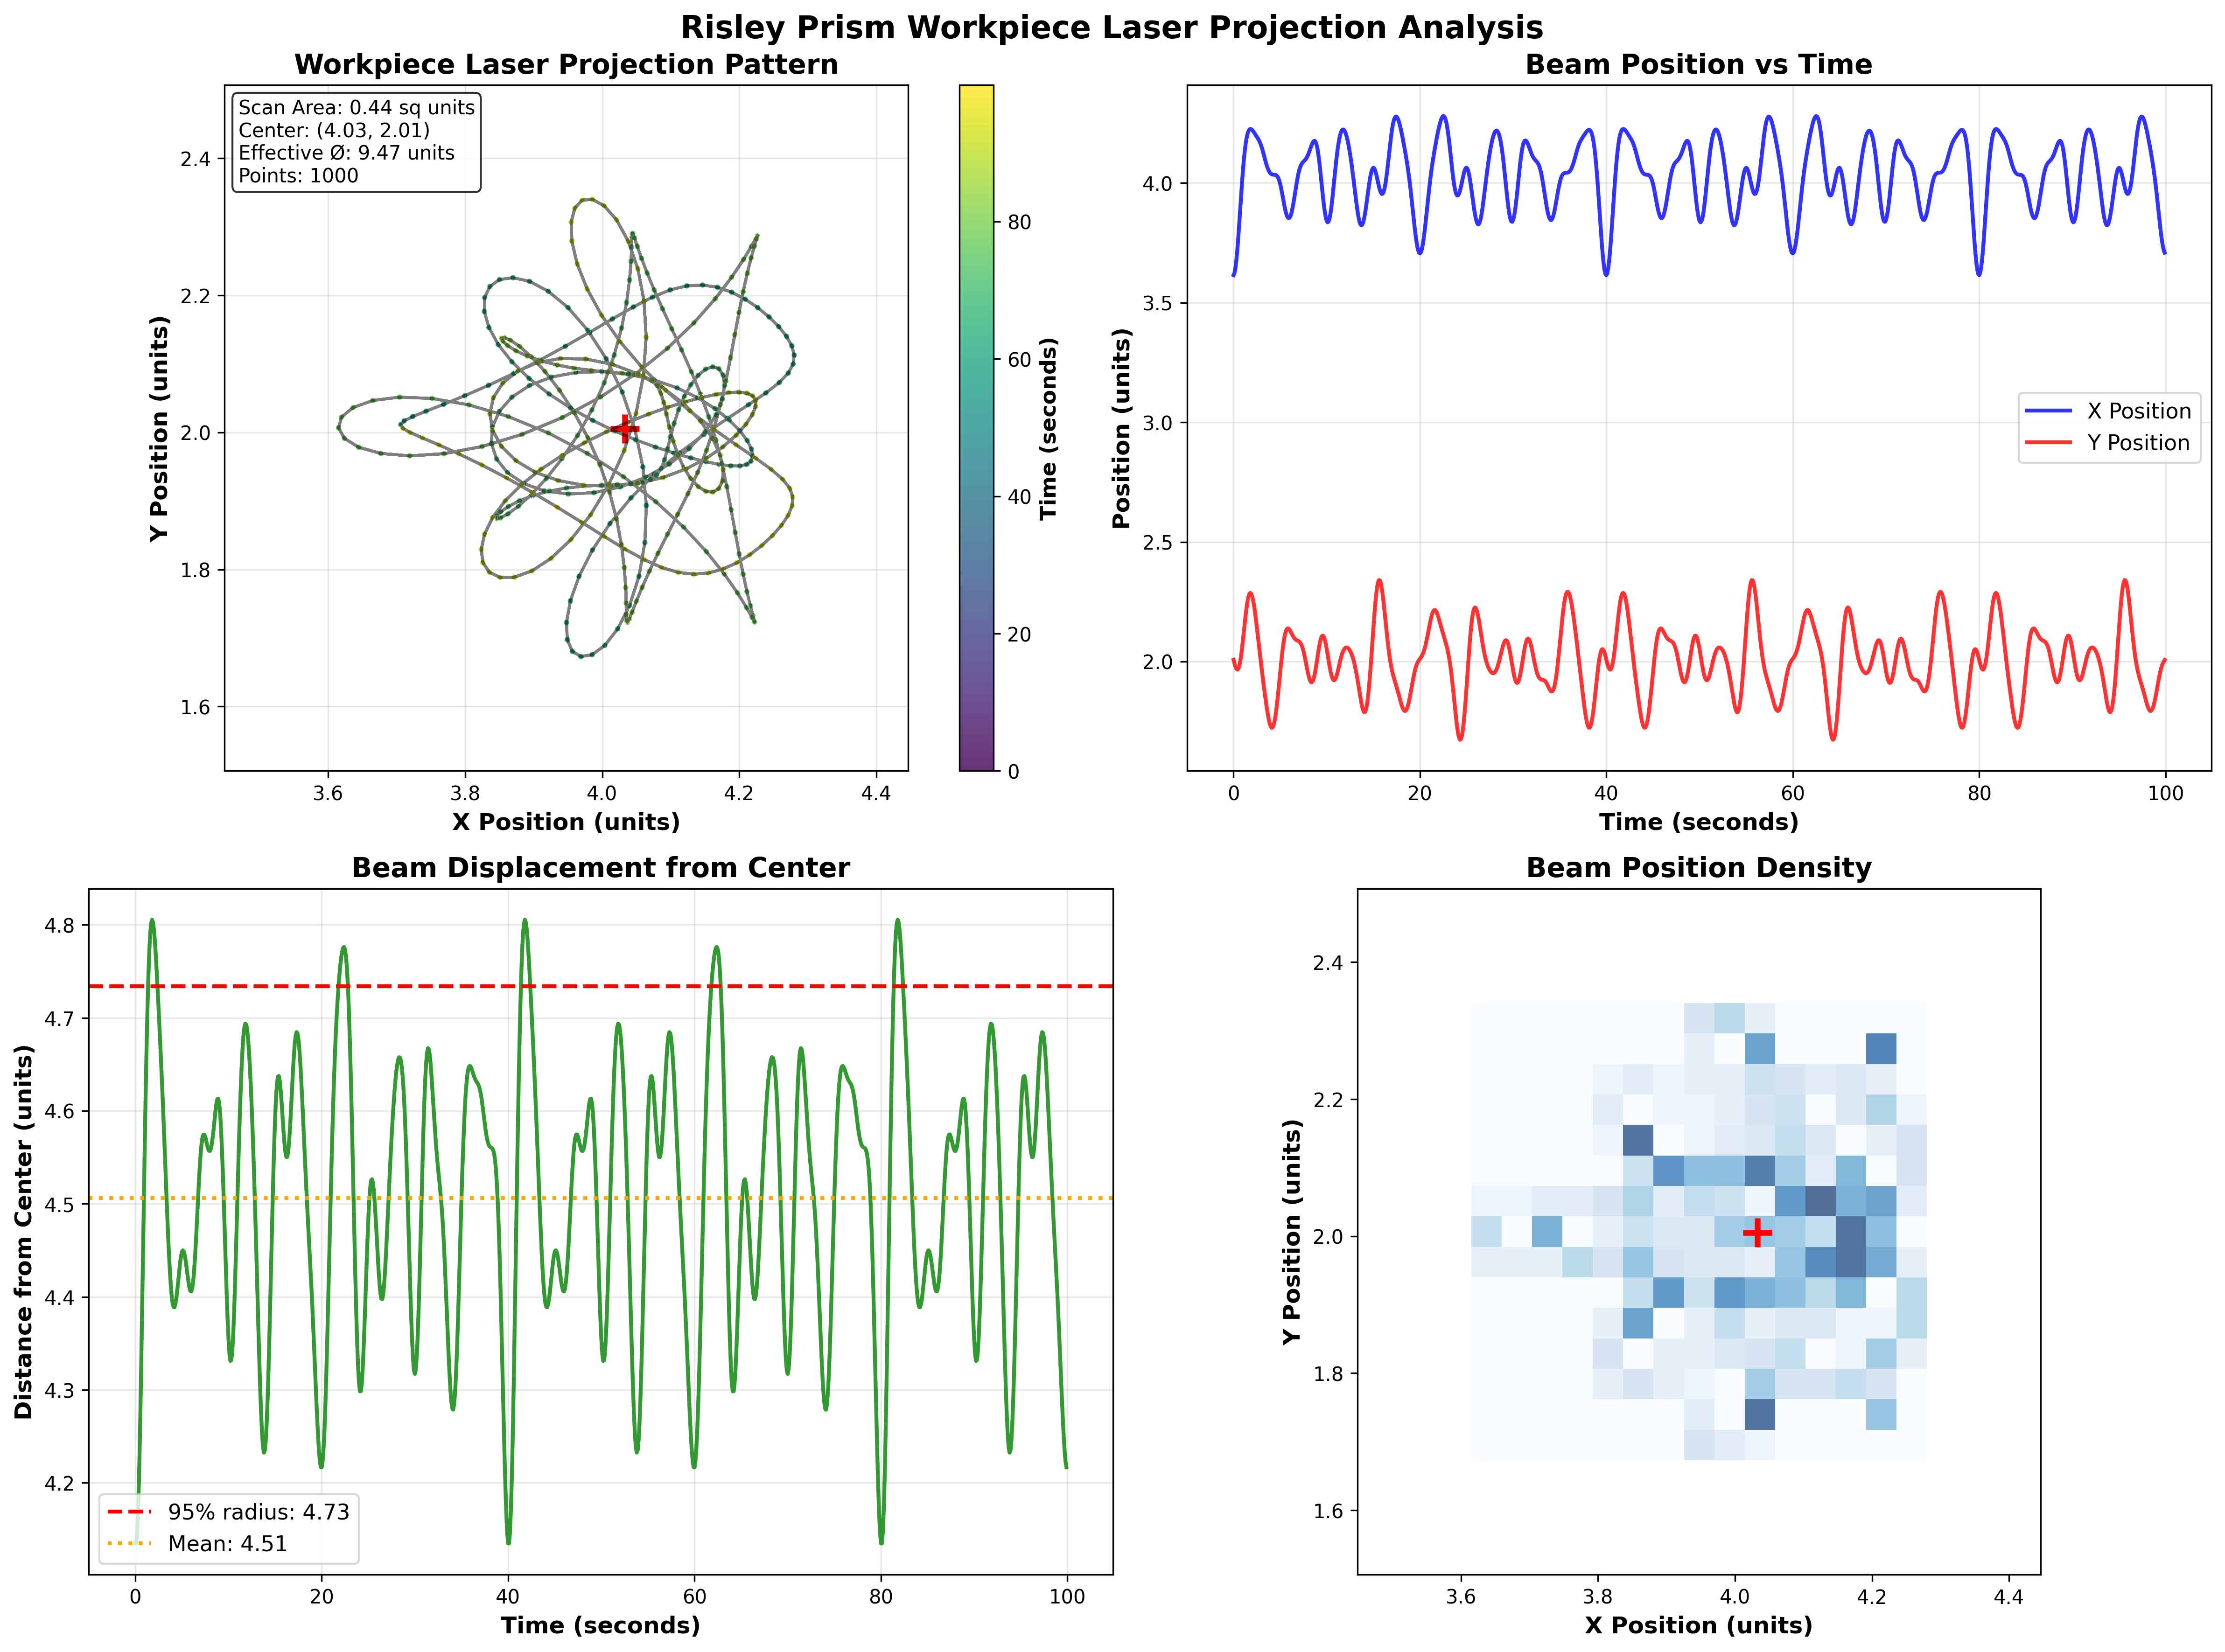 Risley Prism Workpiece Laser Projection Analysis
Workpiece Laser Projection Pattern
Scan Area: 0.44 sq units
Center: (4.03, 2.01)
Effective Ø: 9.47 units
Points: 1000
Y Position (units)
2.4
2.2
2.0
1.8
1.6
3.6 3.8 4.0 4.2 4.4
X Position (units)
80
60
40
20
0
Time (seconds)
Beam Position vs Time
Position (units)
4.0
3.5
3.0
2.5
2.0
X Position
Y Position
0 20 40 60 80 100
Time (seconds)
Beam Displacement from Center
Distance from Center (units)
4.8
4.7
4.6
4.5
4.4
4.3
4.2
95% radius: 4.73
Mean: 4.51
0 20 40 60 80 100
Time (seconds)
Beam Position Density
Y Position (units)
2.4
2.2
2.0
1.8
1.6
3.6 3.8 4.0 4.2 4.4
X Position (units)